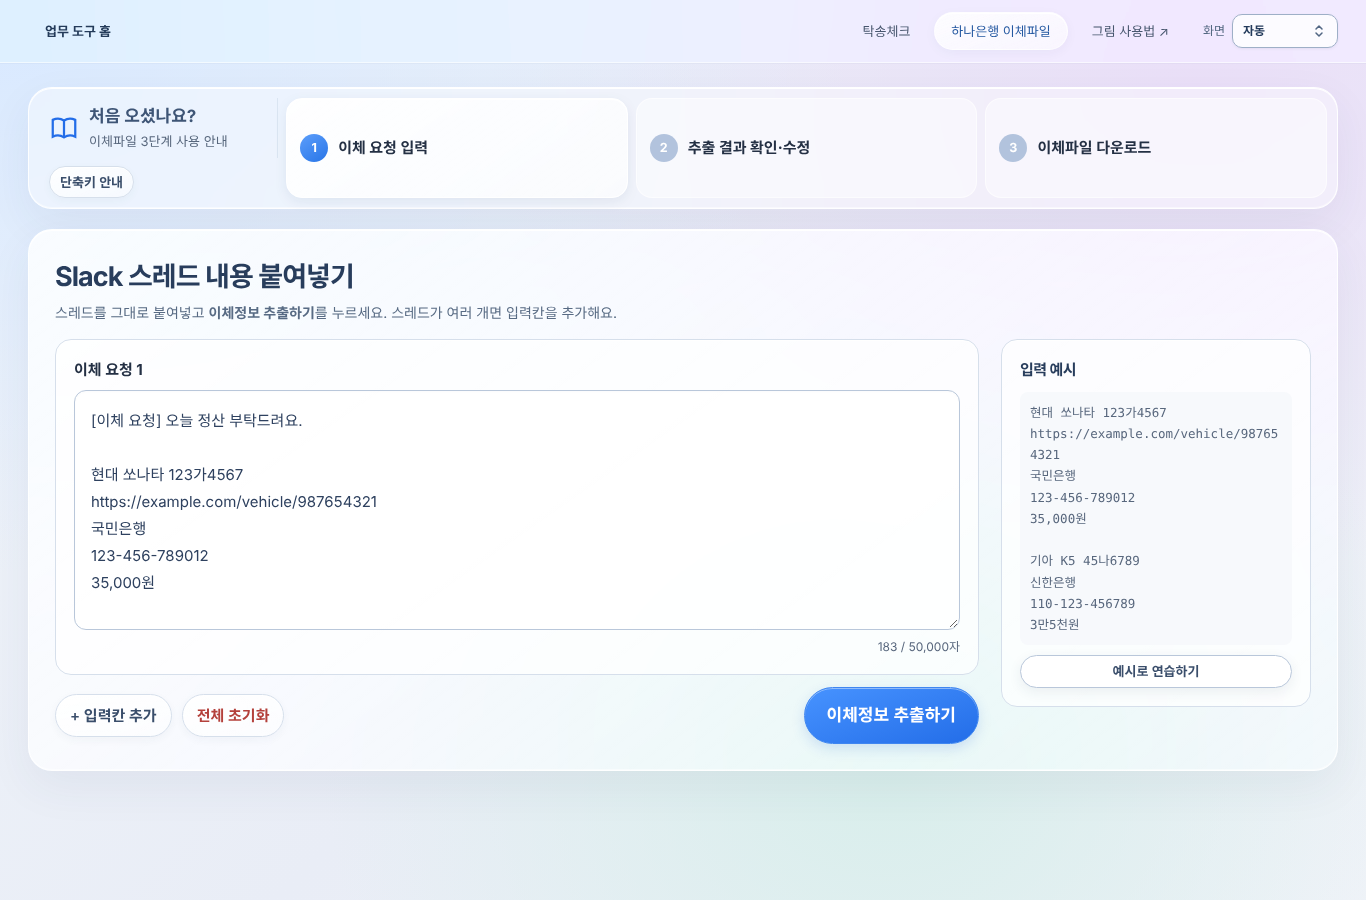 업무 도구 홈
탁송체크
하나은행 이체파일
그림 사용법 ↗
화면
자동
처음 오셨나요?
이체파일 3단계 사용 안내
단축키 안내
1 이체 요청 입력
2 추출 결과 확인·수정
3 이체파일 다운로드
Slack 스레드 내용 붙여넣기
스레드를 그대로 붙여넣고 이체정보 추출하기를 누르세요. 스레드가 여러 개면 입력칸을 추가해요.
이체 요청 1
[이체 요청] 오늘 정산 부탁드려요.
현대 쏘나타 123가4567
https://example.com/vehicle/987654321
국민은행
123-456-789012
35,000원
183 / 50,000자
+ 입력칸 추가
전체 초기화
이체정보 추출하기
입력 예시
현대 쏘나타 123가4567
https://example.com/vehicle/98765
4321
국민은행
123-456-789012
35,000원
기아 K5 45나6789
신한은행
110-123-456789
3만5천원
예시로 연습하기